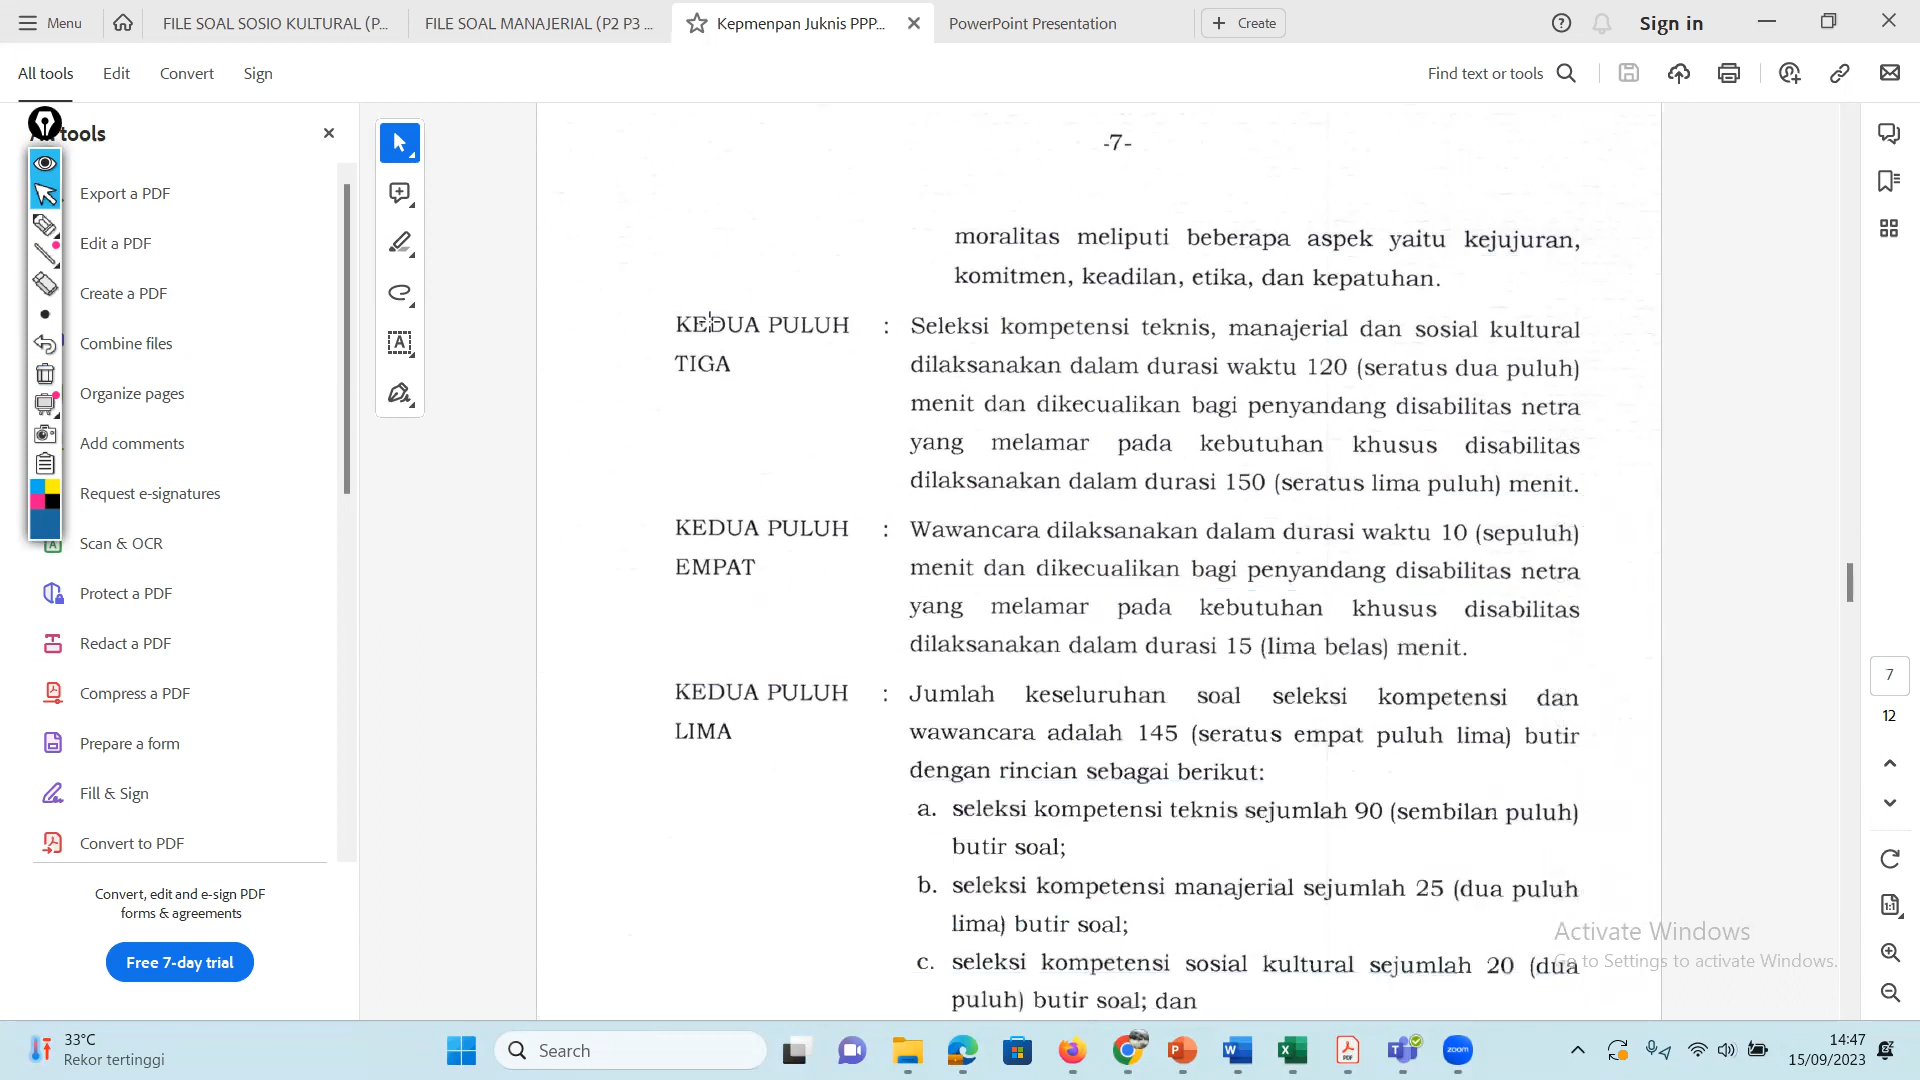 Menu
FILE SOAL SOSIO KULTURAL (P...
FILE SOAL MANAJERIAL (P2 P3 ...
Kepmenpan Juknis PPP...
PowerPoint Presentation
Create
Sign in
All tools
Edit
Convert
Sign
Find text or tools
All tools
Export a PDF
Edit a PDF
Create a PDF
Combine files
Organize pages
Add comments
Request e-signatures
Scan & OCR
Protect a PDF
Redact a PDF
Compress a PDF
Prepare a form
Fill & Sign
Convert to PDF
Convert, edit and e-sign PDF
forms & agreements
Free 7-day trial
-7-
moralitas meliputi beberapa aspek yaitu kejujuran,
komitmen, keadilan, etika, dan kepatuhan.
KEDUA PULUH : Seleksi kompetensi teknis, manajerial dan sosial kultural
TIGA dilaksanakan dalam durasi waktu 120 (seratus dua puluh)
menit dan dikecualikan bagi penyandang disabilitas netra
yang melamar pada kebutuhan khusus disabilitas
dilaksanakan dalam durasi 150 (seratus lima puluh) menit.
KEDUA PULUH : Wawancara dilaksanakan dalam durasi waktu 10 (sepuluh)
EMPAT menit dan dikecualikan bagi penyandang disabilitas netra
yang melamar pada kebutuhan khusus disabilitas
dilaksanakan dalam durasi 15 (lima belas) menit.
KEDUA PULUH : Jumlah keseluruhan soal seleksi kompetensi dan
LIMA wawancara adalah 145 (seratus empat puluh lima) butir
dengan rincian sebagai berikut:
a. seleksi kompetensi teknis sejumlah 90 (sembilan puluh)
butir soal;
b. seleksi kompetensi manajerial sejumlah 25 (dua puluh
lima) butir soal;
c. seleksi kompetensi sosial kultural sejumlah 20 (dua
puluh) butir soal; dan
7
12
Activate Windows
Go to Settings to activate Windows.
33°C
Rekor tertinggi
Search
zoom
14:47
15/09/2023